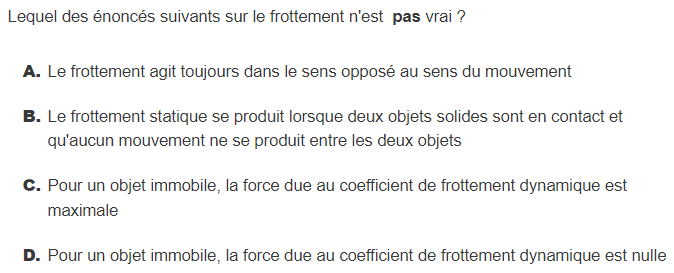 Lequel des énoncés suivants sur le frottement n'est pas vrai ?
A. Le frottement agit toujours dans le sens opposé au sens du mouvement
B. Le frottement statique se produit lorsque deux objets solides sont en contact et
qu'aucun mouvement ne se produit entre les deux objets
C. Pour un objet immobile, la force due au coefficient de frottement dynamique est
maximale
D. Pour un objet immobile, la force due au coefficient de frottement dynamique est nulle